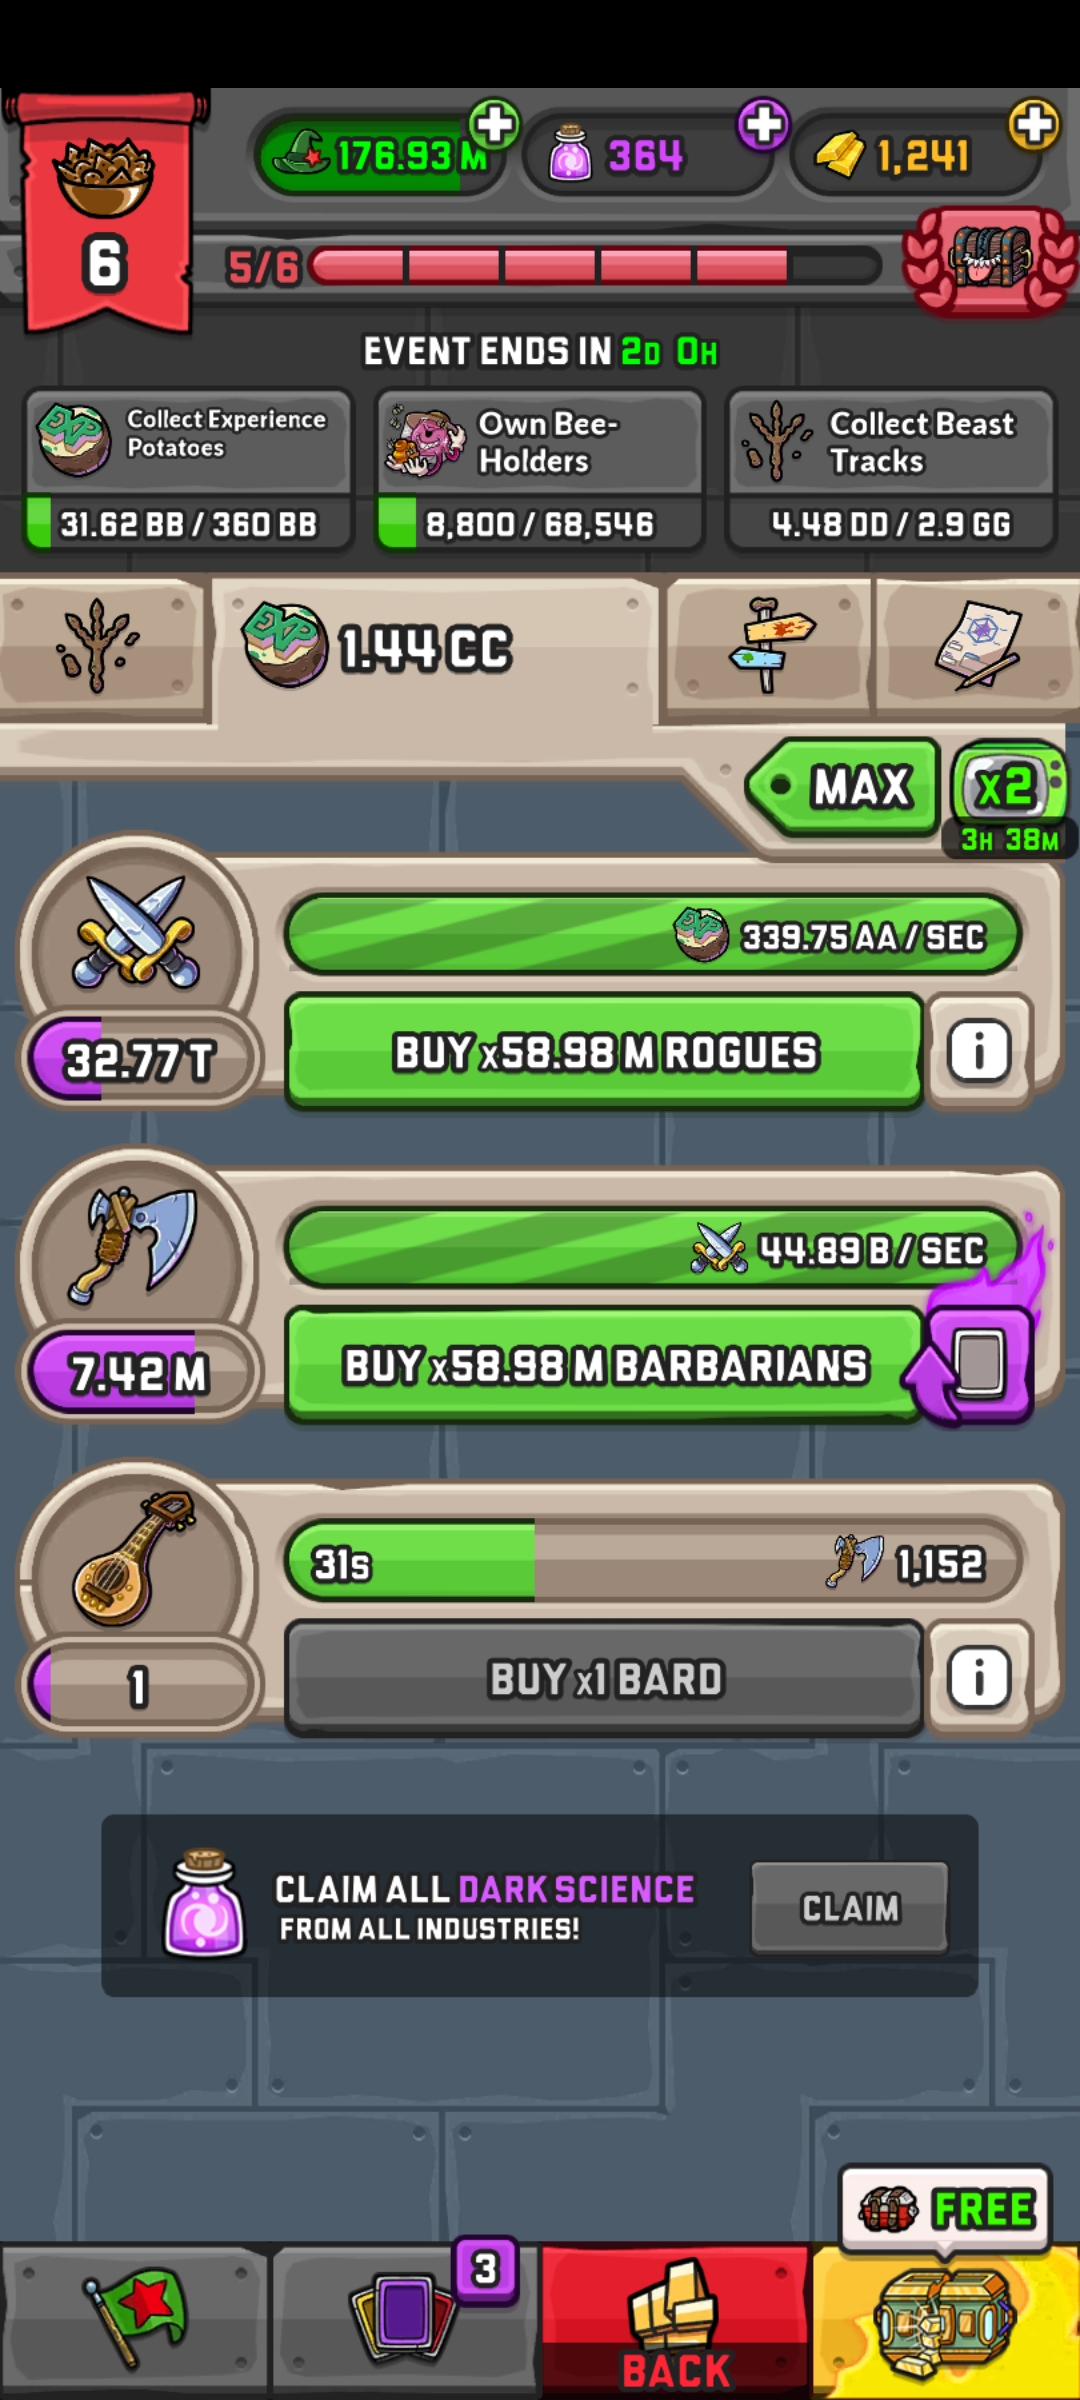 176.93 M
364
1,241
6
5/6
EVENT ENDS IN 2D 0H
EXP
Collect Experience
Potatoes
31.62 BB / 360 BB
Own Bee-
Holders
8,800 / 68,546
Collect Beast
Tracks
4.48 DD / 2.9 GG
EXP
1.44 CC
MAX
x2
3H 38M
EXP
339.75 AA / SEC
32.77 T
BUY x58.98 M ROGUES
i
44.89 B / SEC
7.42 M
BUY x58.98 M BARBARIANS
31s
1,152
1
BUY x1 BARD
i
CLAIM ALL DARK SCIENCE
FROM ALL INDUSTRIES!
CLAIM
FREE
3
BACK